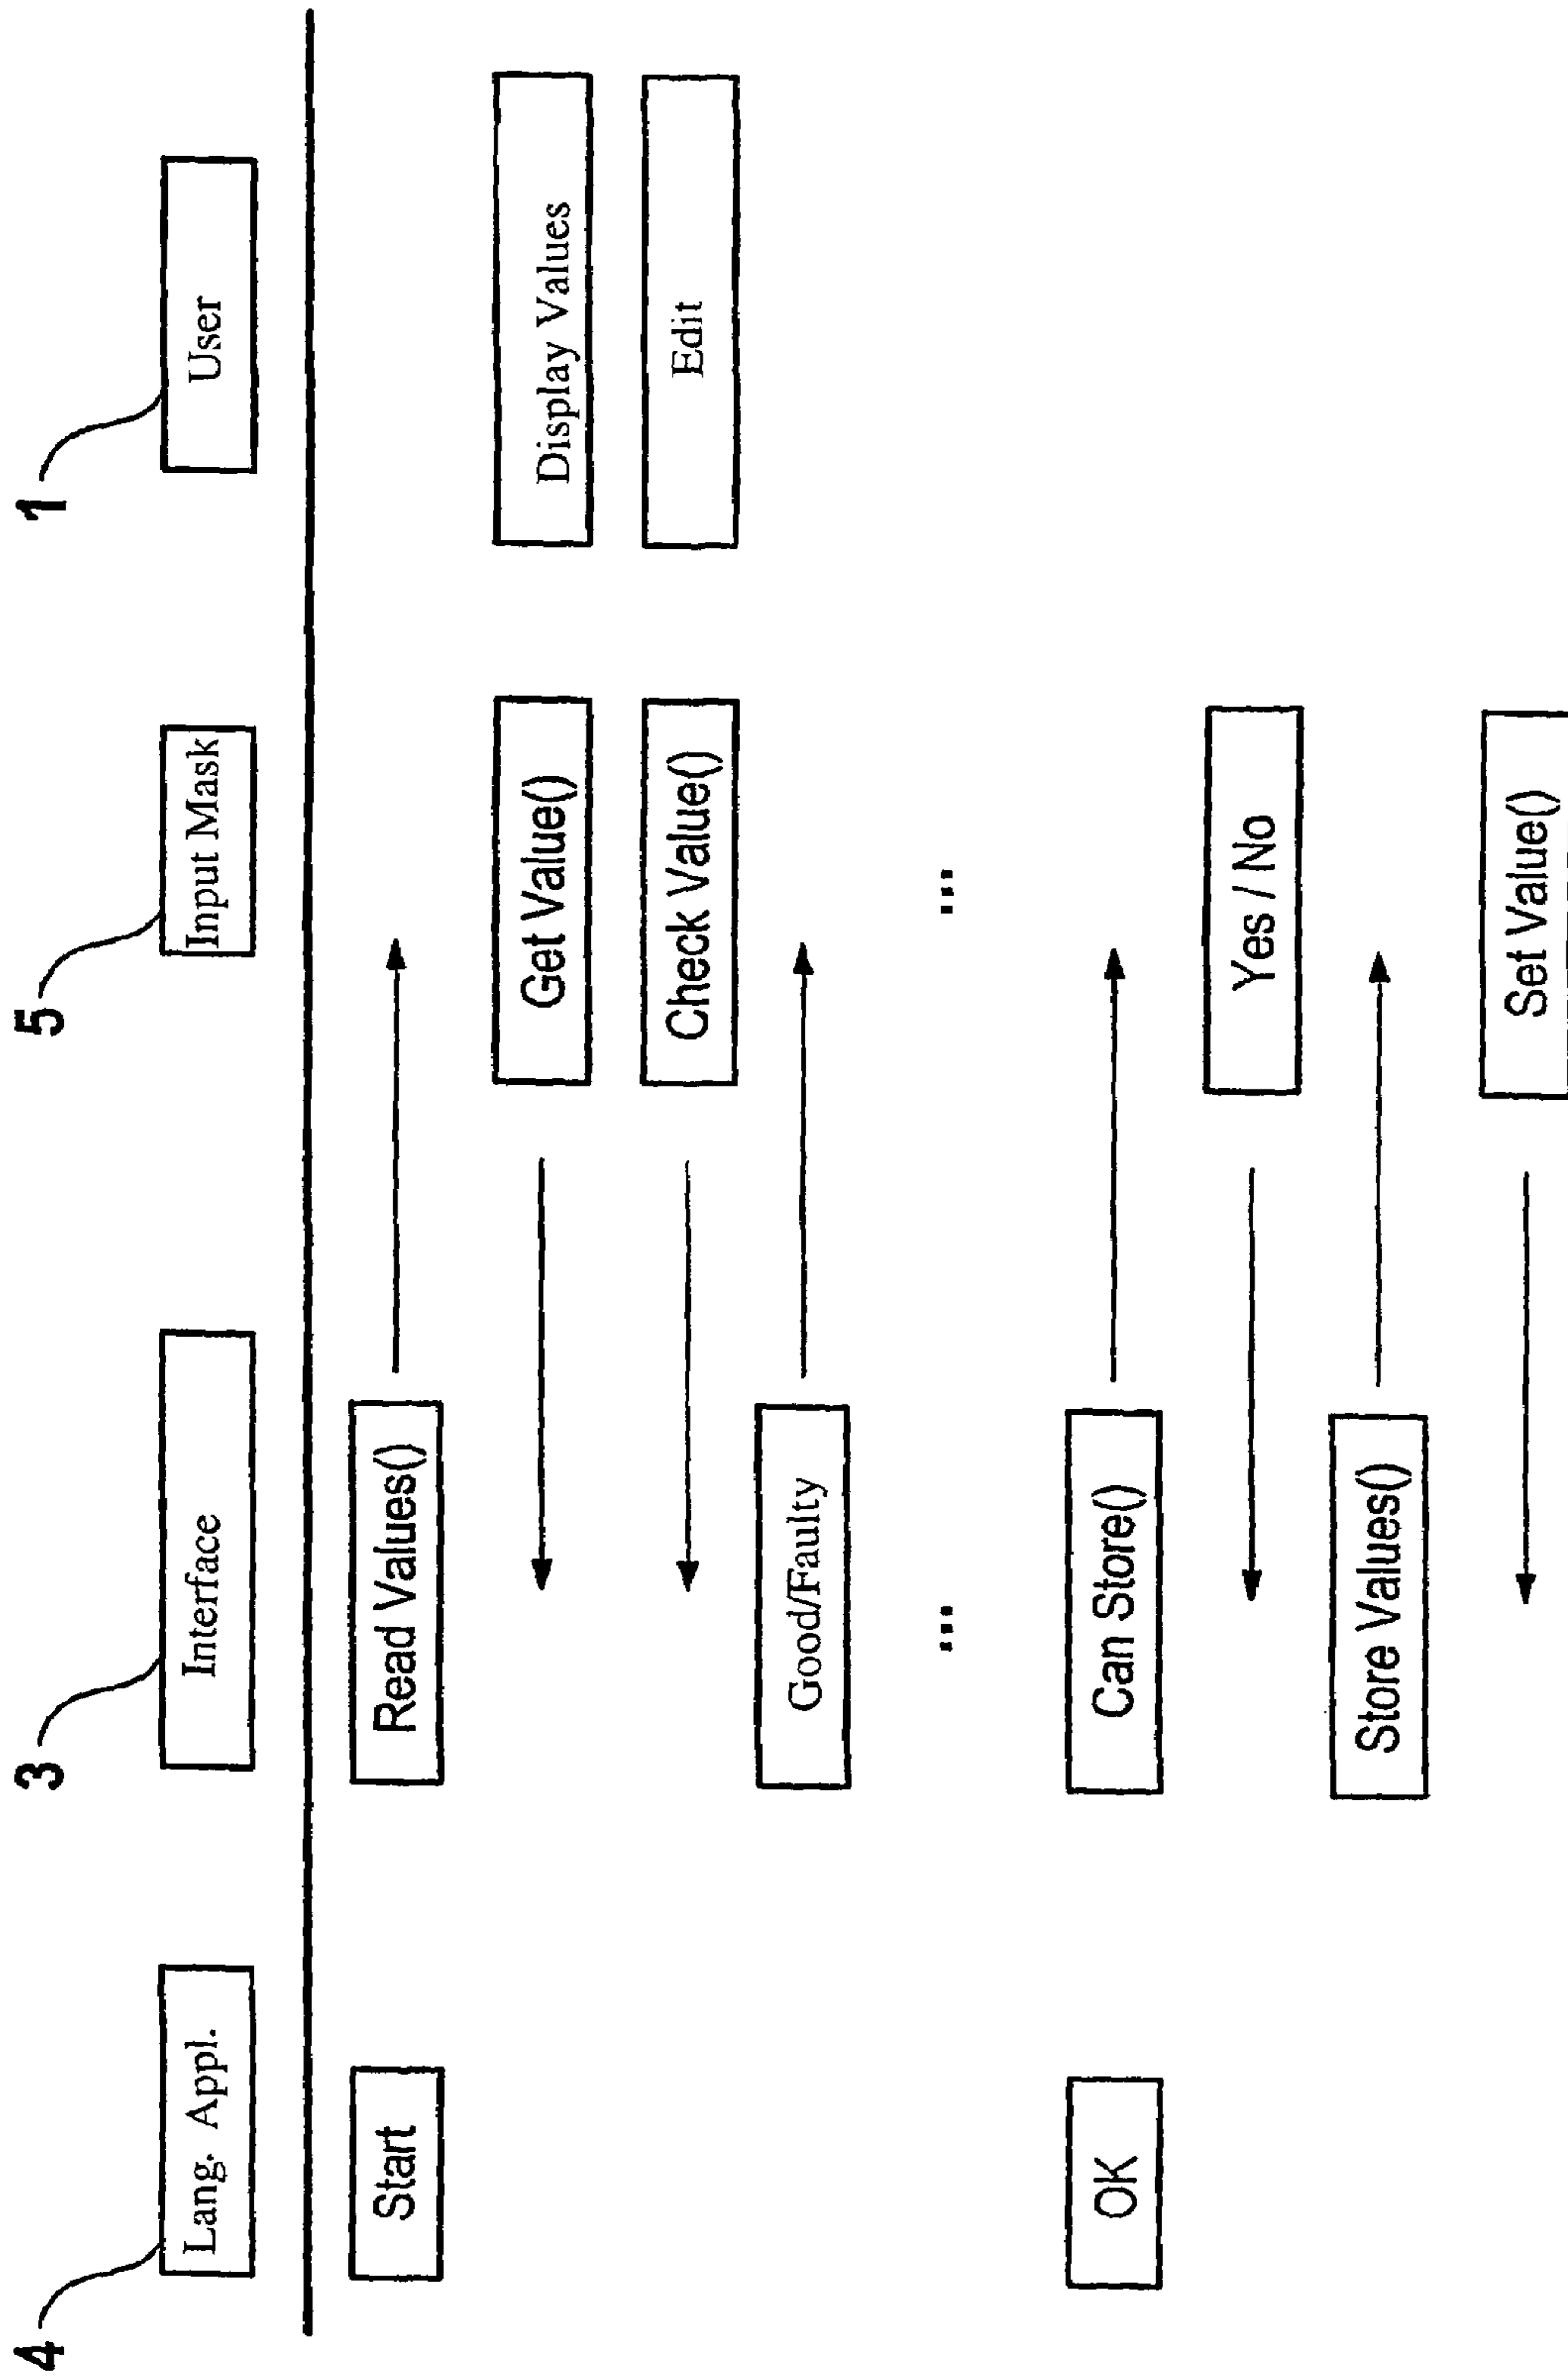 4
3
5
1
Lang. Appl.
Interface
Input Mask
User
Start
Read Values()
Get Value()
Display Values
Check Value()
Edit
Good/Faulty
...
...
OK
Can Store()
Yes / No
Store Values()
Set Value()